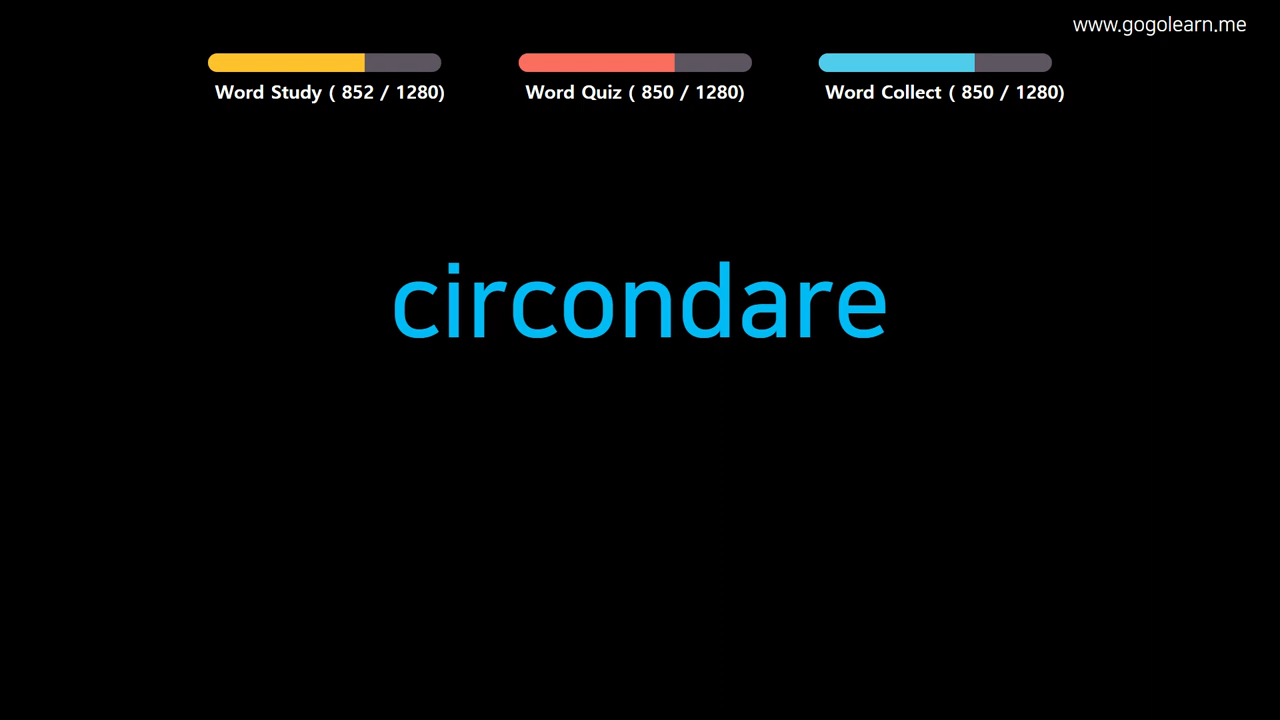 www.gogolearn.me
Word Study ( 852 / 1280)
Word Quiz ( 850 / 1280)
Word Collect ( 850 / 1280)
circondare